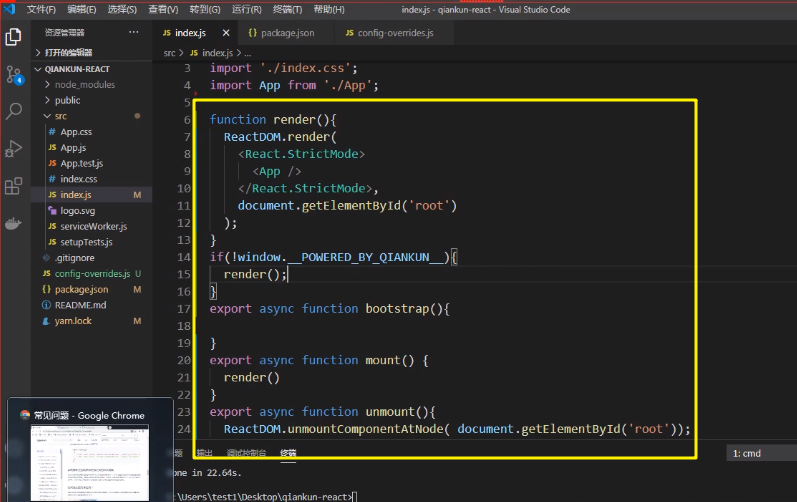 文件(F) 编辑(E) 选择(S) 查看(V) 转到(G) 运行(R) 终端(T) 帮助(H) index.js - qiankun-react - Visual Studio Code
资源管理器 ···
index.js
package.json
config-overrides.js
打开的编辑器
src > index.js > ...
QIANKUN-REACT
node_modules
public
src
App.css
App.js
App.test.js
index.css
index.js M
logo.svg
serviceWorker.js
setupTests.js
.gitignore
config-overrides.js U
package.json M
README.md
yarn.lock M
4
3 import './index.css';
4 import App from './App';
5
6 function render(){
7 ReactDOM.render(
8 <React.StrictMode>
9 <App />
10 </React.StrictMode>,
11 document.getElementById('root')
12 );
13 }
14 if(!window.__POWERED_BY_QIANKUN__){
15 render();
16 }
17 export async function bootstrap(){
18
19 }
20 export async function mount() {
21 render()
22 }
23 export async function unmount(){
24 ReactDOM.unmountComponentAtNode( document.getElementById('root'));
常见问题 - Google Chrome
题 输出 调试控制台 终端 1: cmd
one in 22.64s.
:\Users\test1\Desktop\qiankun-react>